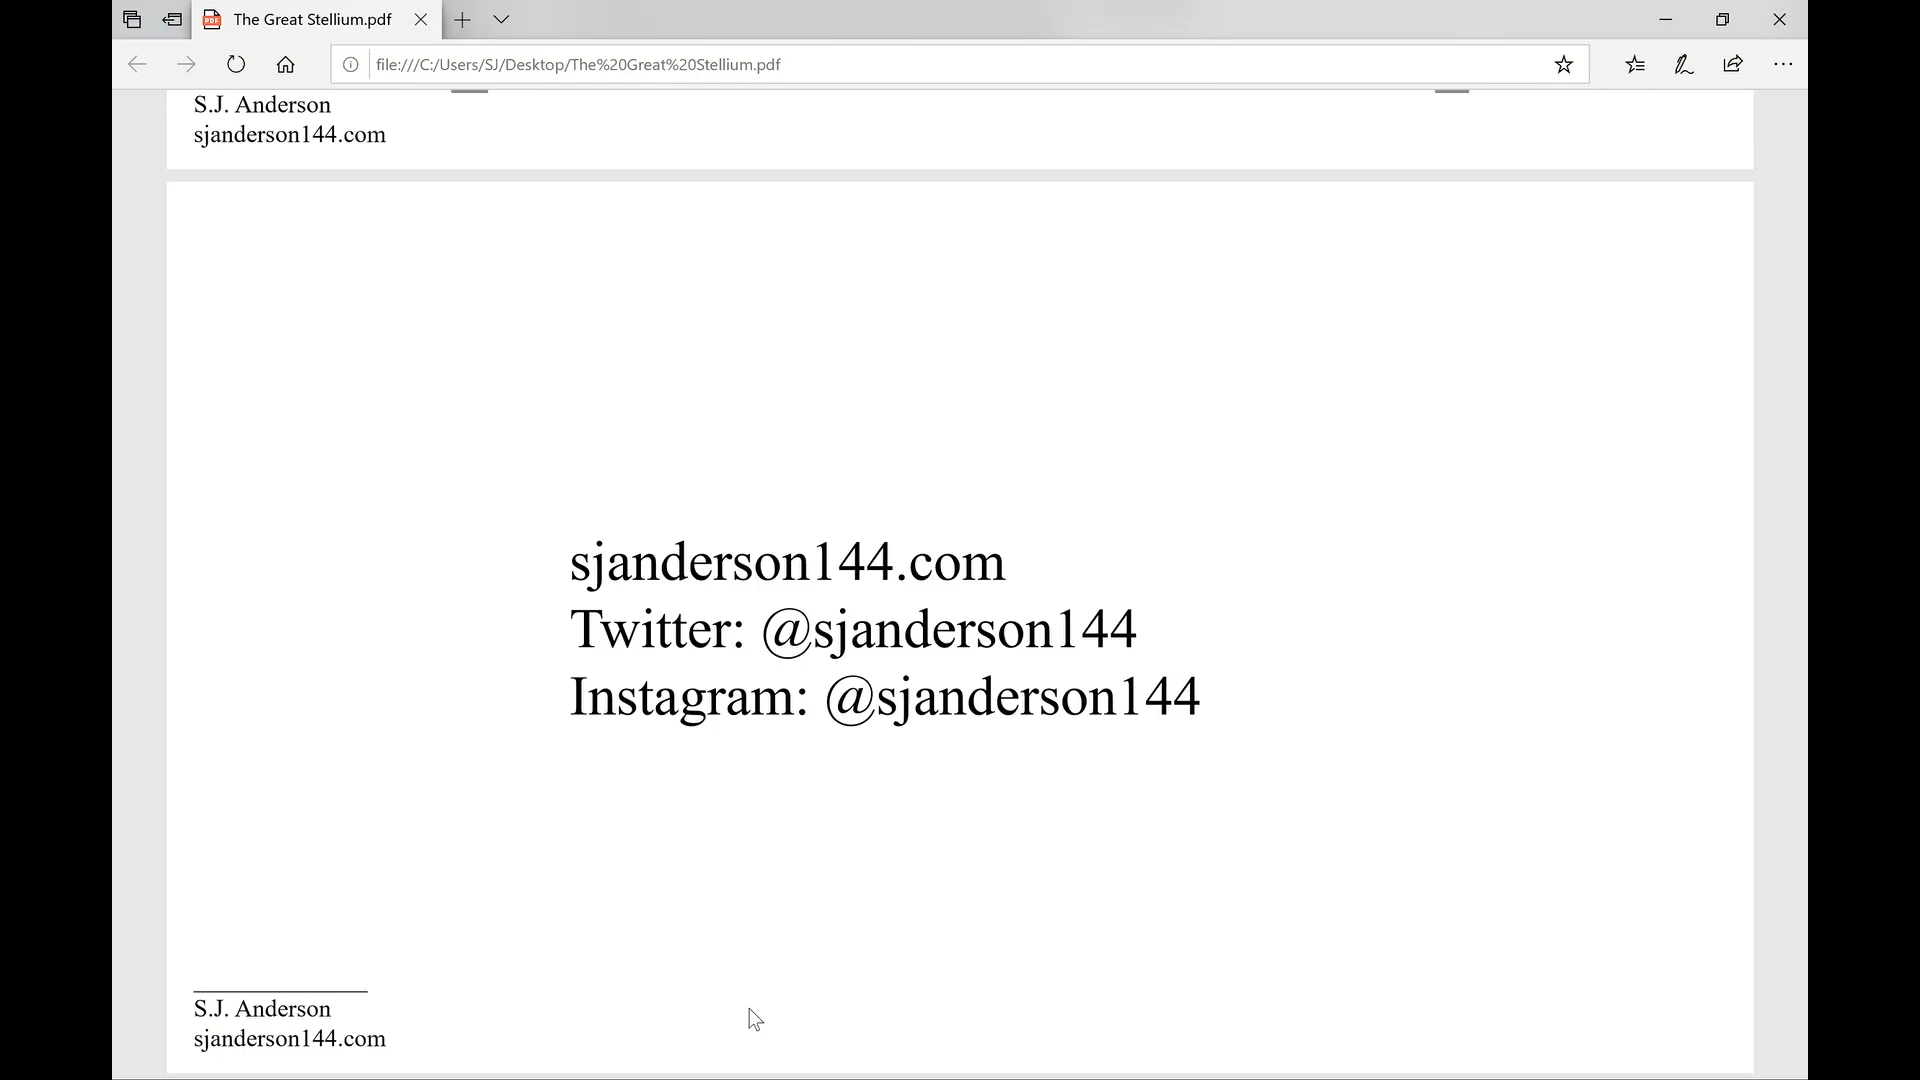 The Great Stellium.pdf
file:///C:/Users/SJ/Desktop/The%20Great%20Stellium.pdf
S.J. Anderson
sjanderson144.com
sjanderson144.com
Twitter: @sjanderson144
Instagram: @sjanderson144
S.J. Anderson
sjanderson144.com